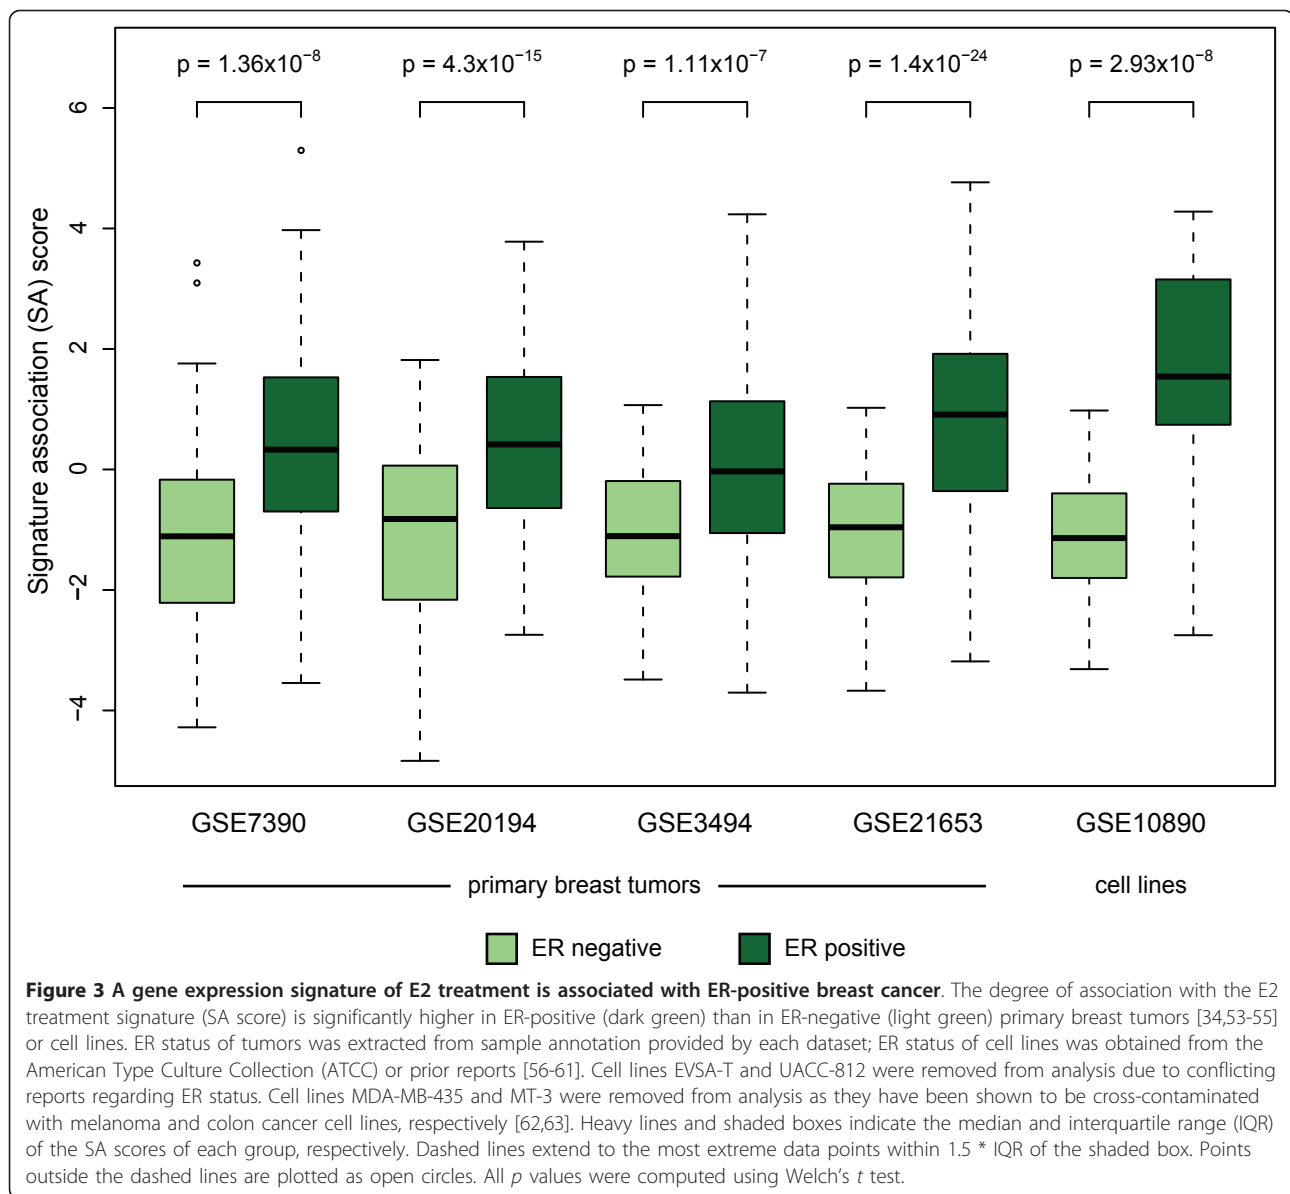 p = 1.36x10⁻⁸ p = 4.3x10⁻¹⁵ p = 1.11x10⁻⁷ p = 1.4x10⁻²⁴ p = 2.93x10⁻⁸
Signature association (SA) score
6
4
2
0
−2
−4
GSE7390 GSE20194 GSE3494 GSE21653 GSE10890
primary breast tumors cell lines
ER negative ER positive
Figure 3 A gene expression signature of E2 treatment is associated with ER-positive breast cancer. The degree of association with the E2
treatment signature (SA score) is significantly higher in ER-positive (dark green) than in ER-negative (light green) primary breast tumors [34,53-55]
or cell lines. ER status of tumors was extracted from sample annotation provided by each dataset; ER status of cell lines was obtained from the
American Type Culture Collection (ATCC) or prior reports [56-61]. Cell lines EVSA-T and UACC-812 were removed from analysis due to conflicting
reports regarding ER status. Cell lines MDA-MB-435 and MT-3 were removed from analysis as they have been shown to be cross-contaminated
with melanoma and colon cancer cell lines, respectively [62,63]. Heavy lines and shaded boxes indicate the median and interquartile range (IQR)
of the SA scores of each group, respectively. Dashed lines extend to the most extreme data points within 1.5 * IQR of the shaded box. Points
outside the dashed lines are plotted as open circles. All p values were computed using Welch's t test.